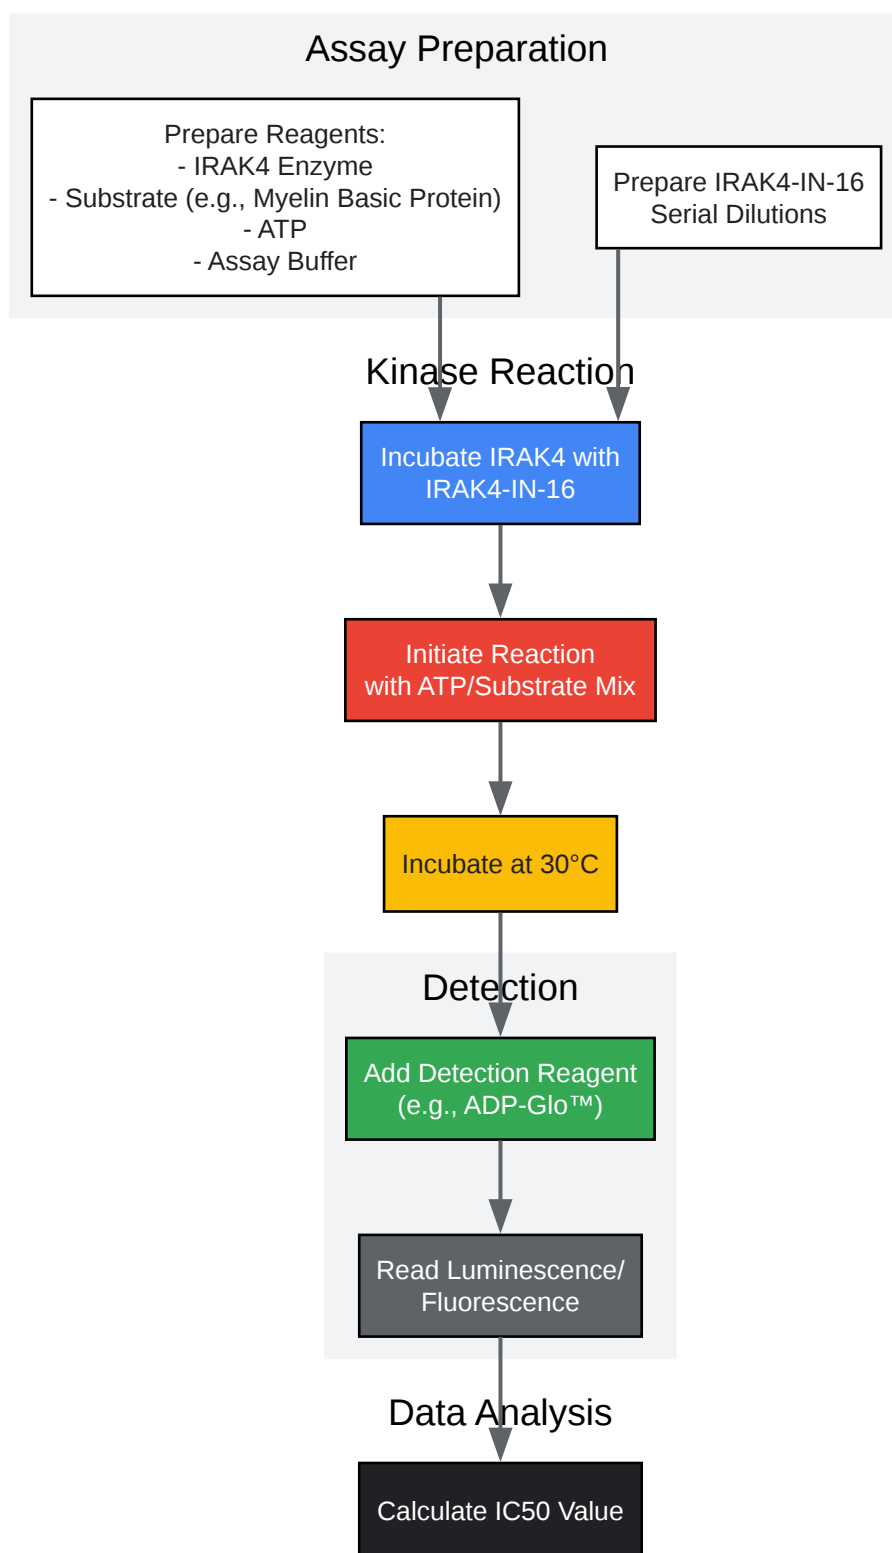 Assay Preparation
Prepare Reagents:
- IRAK4 Enzyme
- Substrate (e.g., Myelin Basic Protein)
- ATP
- Assay Buffer
Prepare IRAK4-IN-16
Serial Dilutions
Kinase Reaction
Incubate IRAK4 with
IRAK4-IN-16
Initiate Reaction
with ATP/Substrate Mix
Incubate at 30°C
Detection
Add Detection Reagent
(e.g., ADP-Glo™)
Read Luminescence/
Fluorescence
Data Analysis
Calculate IC50 Value